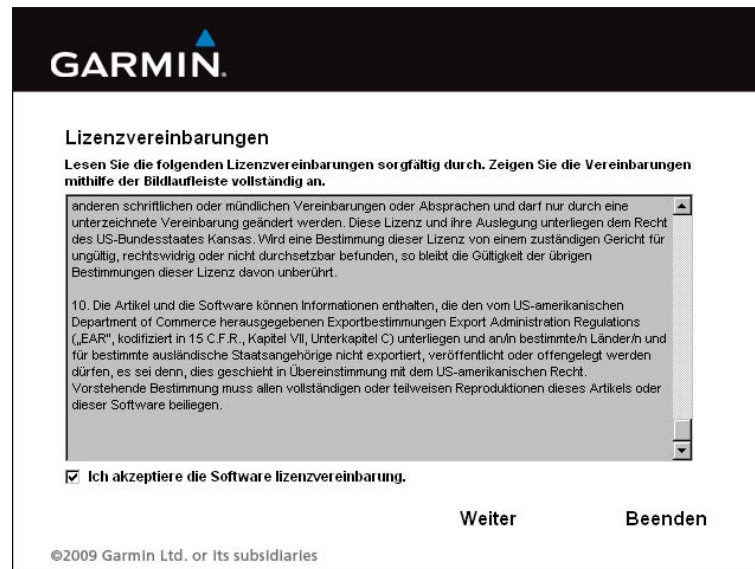 GARMIN.
Lizenzvereinbarungen
Lesen Sie die folgenden Lizenzvereinbarungen sorgfältig durch. Zeigen Sie die Vereinbarungen
mithilfe der Bildlaufleiste vollständig an.
anderen schriftlichen oder mündlichen Vereinbarungen oder Absprachen und darf nur durch eine
unterzeichnete Vereinbarung geändert werden. Diese Lizenz und ihre Auslegung unterliegen dem Recht
des US-Bundesstaates Kansas. Wird eine Bestimmung dieser Lizenz von einem zuständigen Gericht für
ungültig, rechtswidrig oder nicht durchsetzbar befunden, so bleibt die Gültigkeit der übrigen
Bestimmungen dieser Lizenz davon unberührt.
10. Die Artikel und die Software können Informationen enthalten, die den vom US-amerikanischen
Department of Commerce herausgegebenen Exportbestimmungen Export Administration Regulations
(„EAR", kodifiziert in 15 C.F.R., Kapitel VII, Unterkapitel C) unterliegen und an/in bestimmte/n Länder/n und
für bestimmte ausländische Staatsangehörige nicht exportiert, veröffentlicht oder offengelegt werden
dürfen, es sei denn, dies geschieht in Übereinstimmung mit dem US-amerikanischen Recht.
Vorstehende Bestimmung muss allen vollständigen oder teilweisen Reproduktionen dieses Artikels oder
dieser Software beiliegen.
Ich akzeptiere die Software lizenzvereinbarung.
Weiter Beenden
©2009 Garmin Ltd. or its subsidiaries